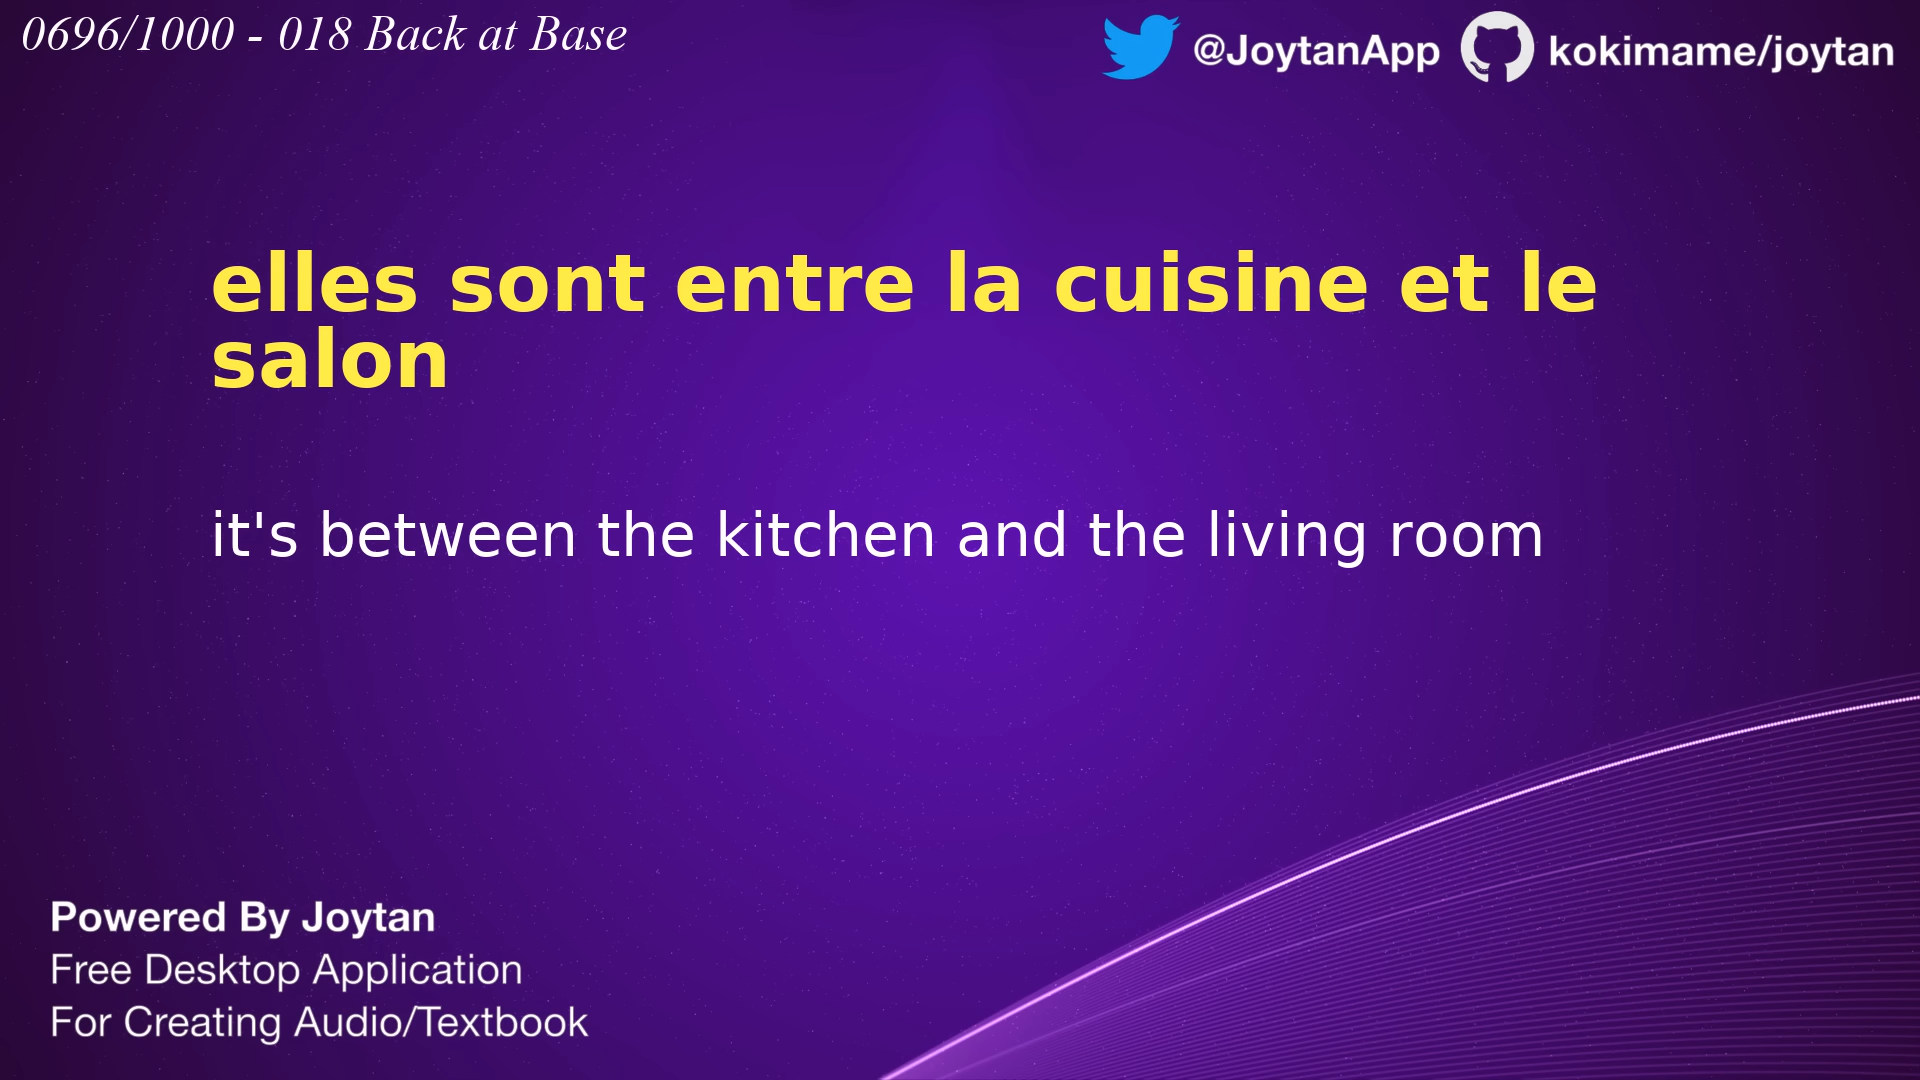 0696/1000 - 018 Back at Base
@JoytanApp
kokimame/joytan
elles sont entre la cuisine et le
salon
it's between the kitchen and the living room
Powered By Joytan
Free Desktop Application
For Creating Audio/Textbook